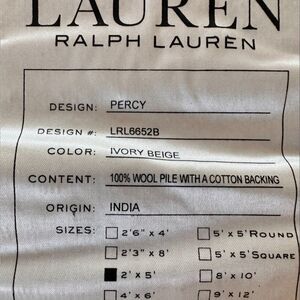 LAUREN
RALPH LAUREN
DESIGN: PERCY
DESIGN #: LRL6652B
COLOR: IVORY BEIGE
CONTENT: 100% WOOL PILE WITH A COTTON BACKING
ORIGIN: INDIA
SIZES: 2'6" x 4' 5' x 5' ROUND
2'3" x 8' 5' x 5' SQUARE
2' x 5' 8' x 10'
4' x 6' 9' x 12'